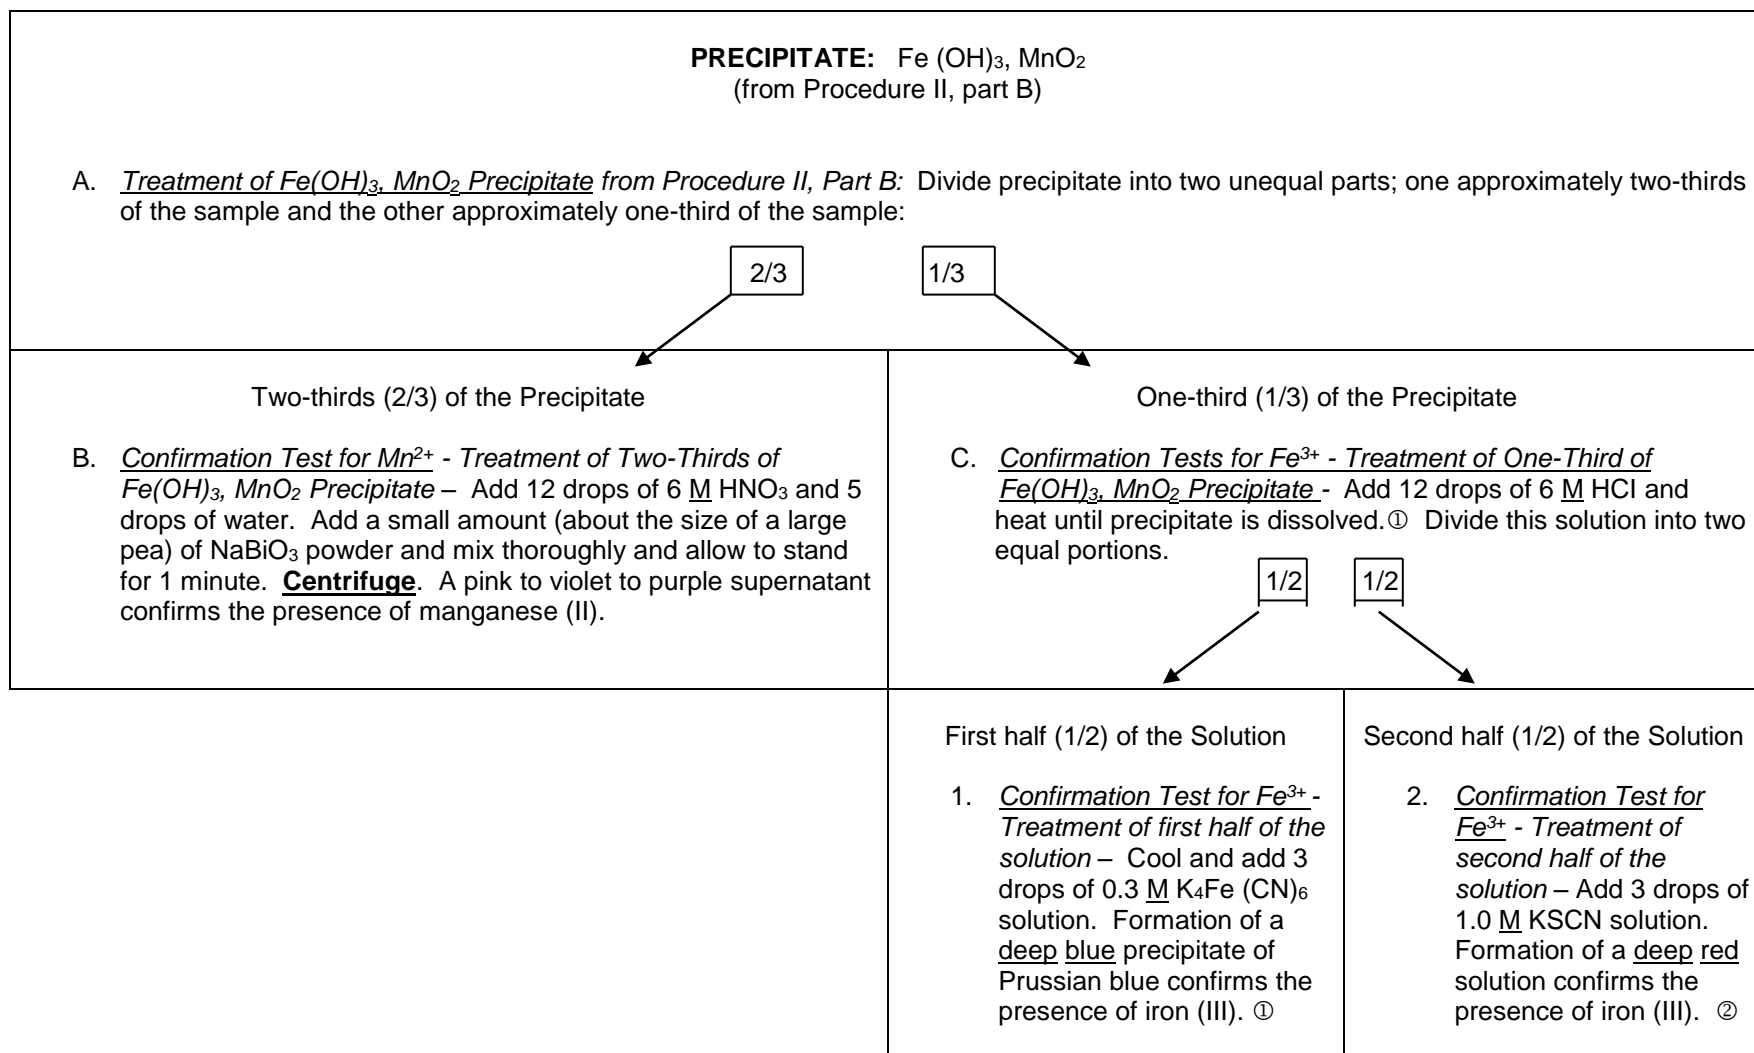 PRECIPITATE: Fe (OH)3, MnO2
(from Procedure II, part B)
A. Treatment of Fe(OH)3, MnO2 Precipitate from Procedure II, Part B: Divide precipitate into two unequal parts; one approximately two-thirds
of the sample and the other approximately one-third of the sample:
2/3
1/3
Two-thirds (2/3) of the Precipitate
B. Confirmation Test for Mn2+ - Treatment of Two-Thirds of
Fe(OH)3, MnO2 Precipitate – Add 12 drops of 6 M HNO3 and 5
drops of water. Add a small amount (about the size of a large
pea) of NaBiO3 powder and mix thoroughly and allow to stand
for 1 minute. Centrifuge. A pink to violet to purple supernatant
confirms the presence of manganese (II).
One-third (1/3) of the Precipitate
C. Confirmation Tests for Fe3+ - Treatment of One-Third of
Fe(OH)3, MnO2 Precipitate - Add 12 drops of 6 M HCI and
heat until precipitate is dissolved.① Divide this solution into two
equal portions.
1/2
1/2
First half (1/2) of the Solution
1. Confirmation Test for Fe3+ -
Treatment of first half of the
solution – Cool and add 3
drops of 0.3 M K4Fe (CN)6
solution. Formation of a
deep blue precipitate of
Prussian blue confirms the
presence of iron (III). ①
Second half (1/2) of the Solution
2. Confirmation Test for
Fe3+ - Treatment of
second half of the
solution – Add 3 drops of
1.0 M KSCN solution.
Formation of a deep red
solution confirms the
presence of iron (III). ②